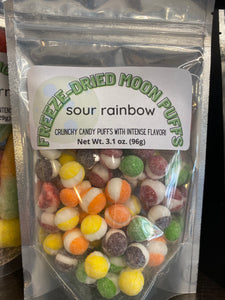 FREEZE-DRIED MOON PUFFS
sour rainbow
CRUNCHY CANDY PUFFS WITH INTENSE FLAVOR!
Net Wt. 3.1 oz. (96g)